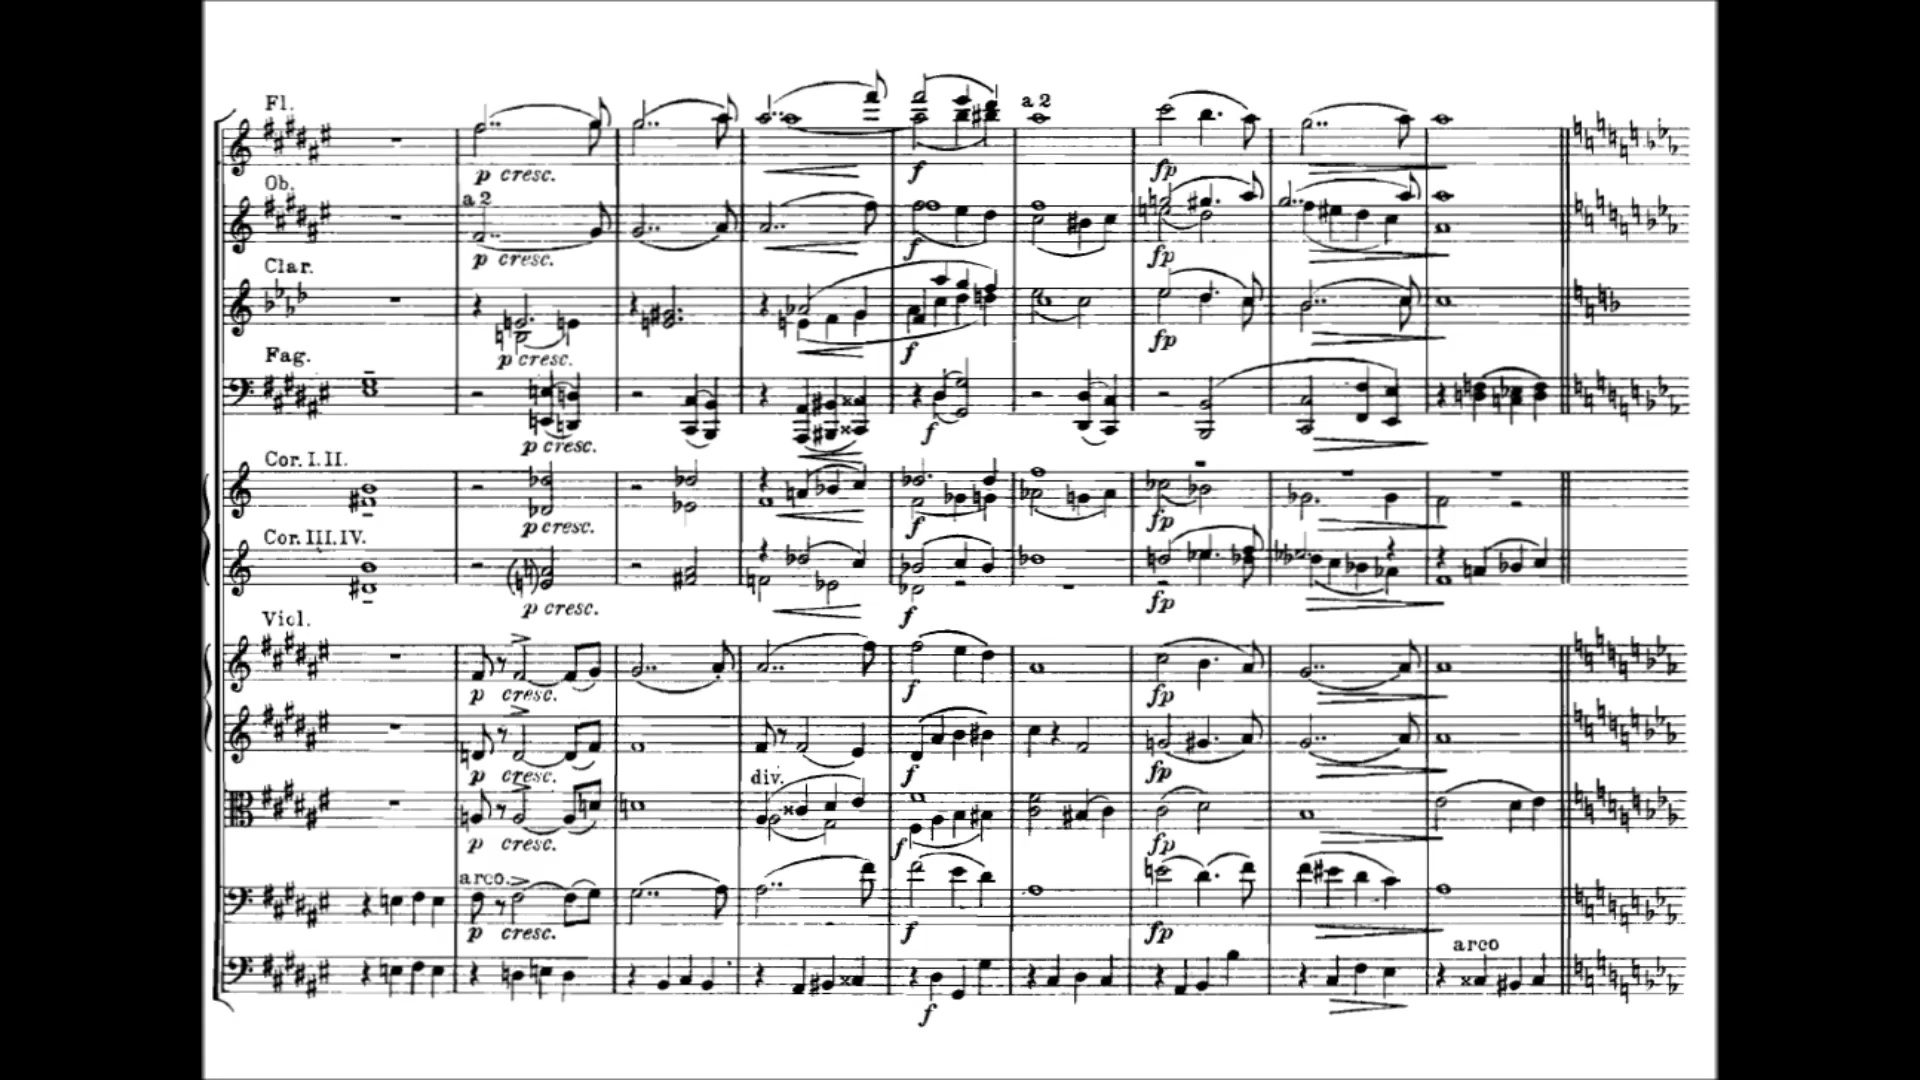 Fl.
a 2
p cresc.
f
fp
Ob.
a 2
p cresc.
f
fp
Clar.
p cresc.
f
fp
Fag.
p cresc.
f
Cor. I. II.
p cresc.
f
fp
Cor. III. IV.
p cresc.
f
fp
Viol.
p cresc.
f
fp
p cresc.
f
fp
div.
p cresc.
f
fp
arco.
p cresc.
f
fp
arco
f